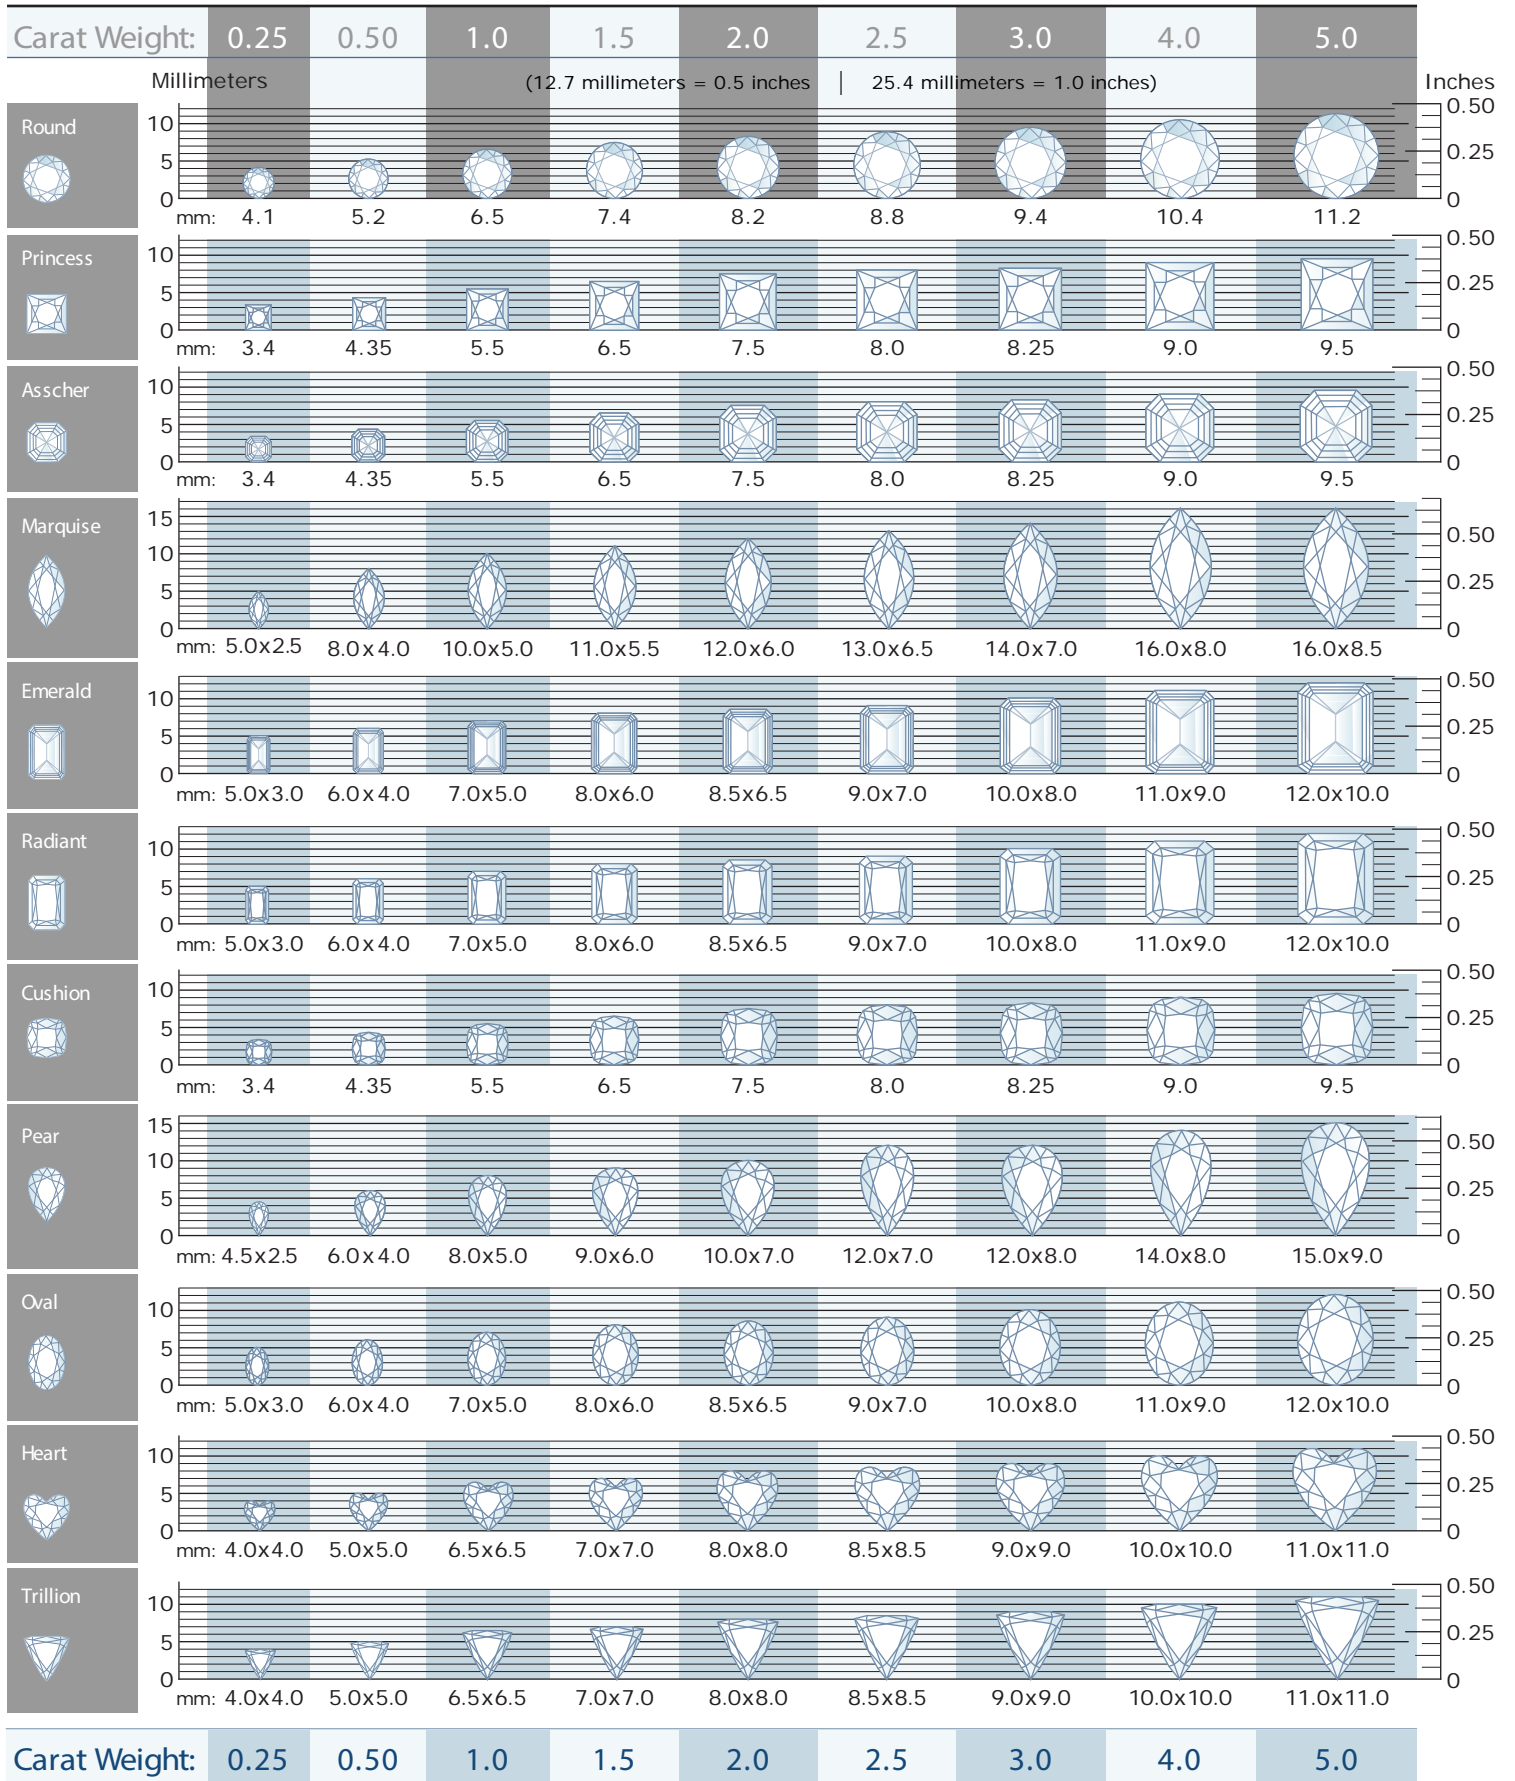 Carat Weight: 0.25 0.50 1.0 1.5 2.0 2.5 3.0 4.0 5.0
Millimeters (12.7 millimeters = 0.5 inches | 25.4 millimeters = 1.0 inches) Inches
Round
10 5 0
0.50 0.25 0
mm: 4.1 5.2 6.5 7.4 8.2 8.8 9.4 10.4 11.2
Princess
10 5 0
0.50 0.25 0
mm: 3.4 4.35 5.5 6.5 7.5 8.0 8.25 9.0 9.5
Asscher
10 5 0
0.50 0.25 0
mm: 3.4 4.35 5.5 6.5 7.5 8.0 8.25 9.0 9.5
Marquise
15 10 5 0
0.50 0.25 0
mm: 5.0x2.5 8.0x4.0 10.0x5.0 11.0x5.5 12.0x6.0 13.0x6.5 14.0x7.0 16.0x8.0 16.0x8.5
Emerald
10 5 0
0.50 0.25 0
mm: 5.0x3.0 6.0x4.0 7.0x5.0 8.0x6.0 8.5x6.5 9.0x7.0 10.0x8.0 11.0x9.0 12.0x10.0
Radiant
10 5 0
0.50 0.25 0
mm: 5.0x3.0 6.0x4.0 7.0x5.0 8.0x6.0 8.5x6.5 9.0x7.0 10.0x8.0 11.0x9.0 12.0x10.0
Cushion
10 5 0
0.50 0.25 0
mm: 3.4 4.35 5.5 6.5 7.5 8.0 8.25 9.0 9.5
Pear
15 10 5 0
0.50 0.25 0
mm: 4.5x2.5 6.0x4.0 8.0x5.0 9.0x6.0 10.0x7.0 12.0x7.0 12.0x8.0 14.0x8.0 15.0x9.0
Oval
10 5 0
0.50 0.25 0
mm: 5.0x3.0 6.0x4.0 7.0x5.0 8.0x6.0 8.5x6.5 9.0x7.0 10.0x8.0 11.0x9.0 12.0x10.0
Heart
10 5 0
0.50 0.25 0
mm: 4.0x4.0 5.0x5.0 6.5x6.5 7.0x7.0 8.0x8.0 8.5x8.5 9.0x9.0 10.0x10.0 11.0x11.0
Trillion
10 5 0
0.50 0.25 0
mm: 4.0x4.0 5.0x5.0 6.5x6.5 7.0x7.0 8.0x8.0 8.5x8.5 9.0x9.0 10.0x10.0 11.0x11.0
Carat Weight: 0.25 0.50 1.0 1.5 2.0 2.5 3.0 4.0 5.0